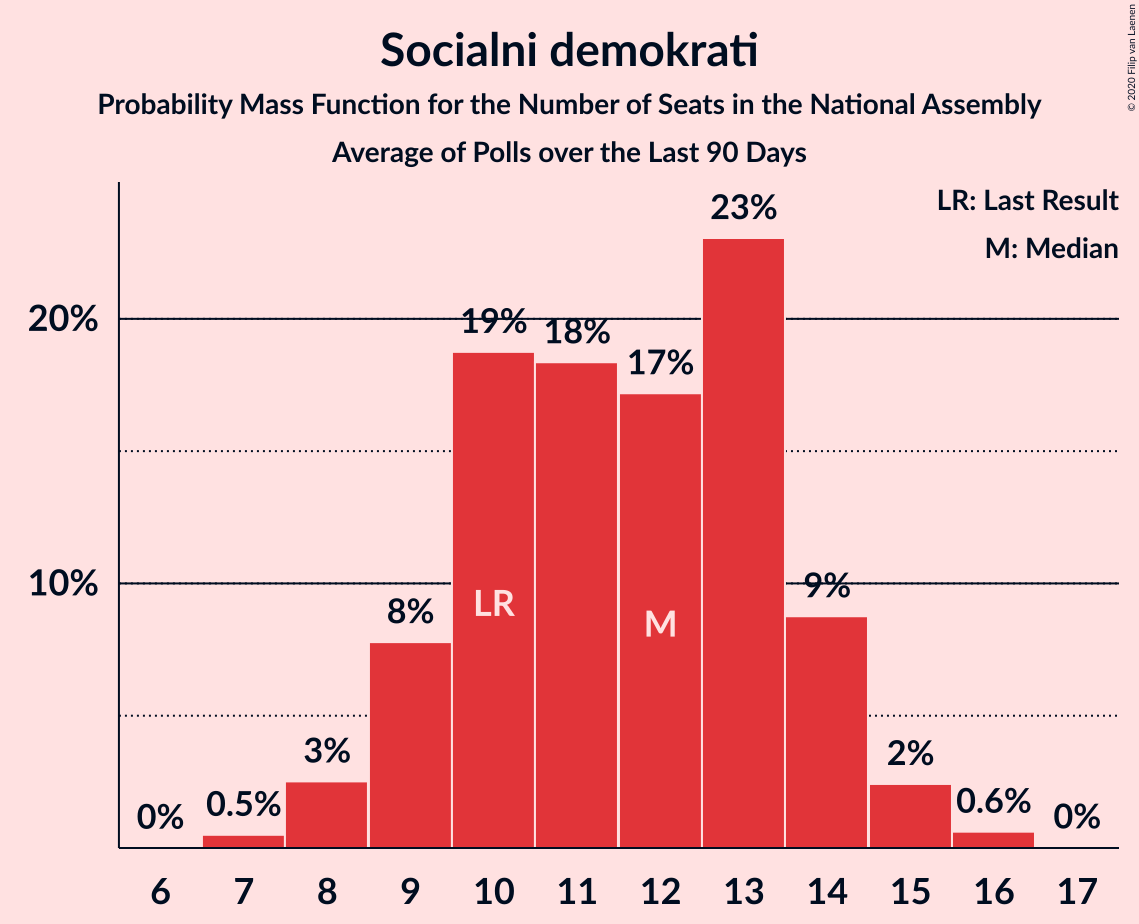 Socialni demokrati
Probability Mass Function for the Number of Seats in the National Assembly
Average of Polls over the Last 90 Days
© 2020 Filip van Laenen
LR: Last Result
M: Median
20%
10%
0%
0.5%
3%
8%
19%
18%
17%
23%
9%
2%
0.6%
0%
LR
M
6 7 8 9 10 11 12 13 14 15 16 17